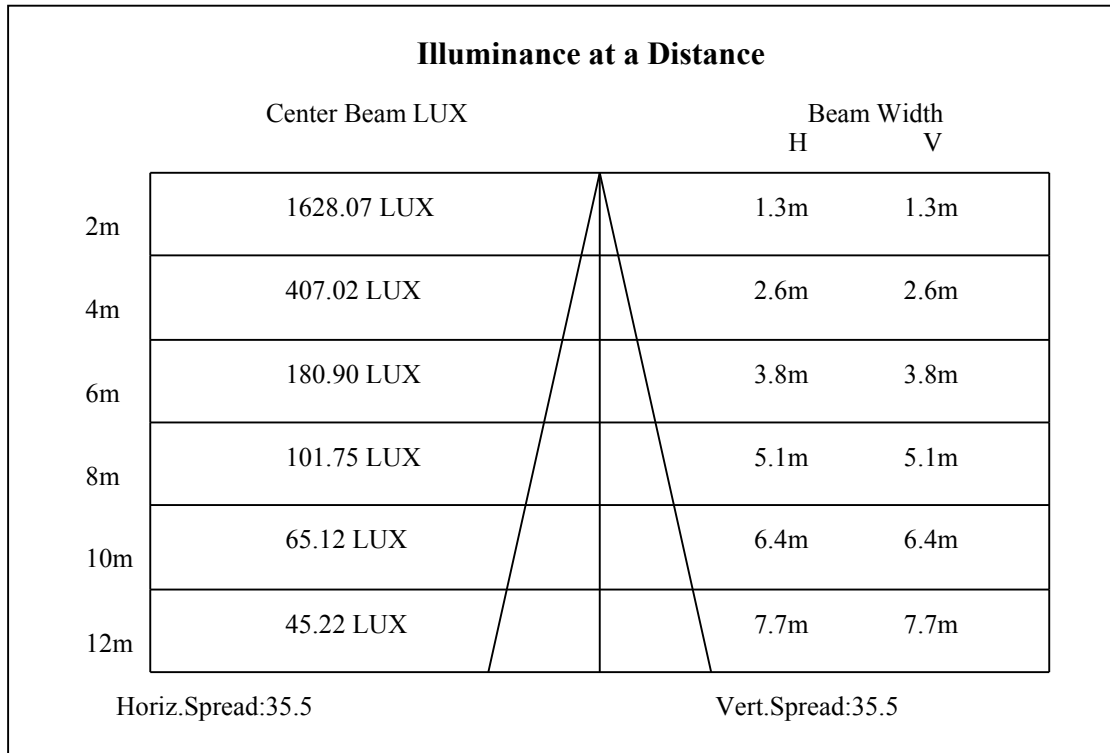 Illuminance at a Distance
Center Beam LUX Beam Width
H V
2m 1628.07 LUX 1.3m 1.3m
4m 407.02 LUX 2.6m 2.6m
6m 180.90 LUX 3.8m 3.8m
8m 101.75 LUX 5.1m 5.1m
10m 65.12 LUX 6.4m 6.4m
12m 45.22 LUX 7.7m 7.7m
Horiz.Spread:35.5 Vert.Spread:35.5